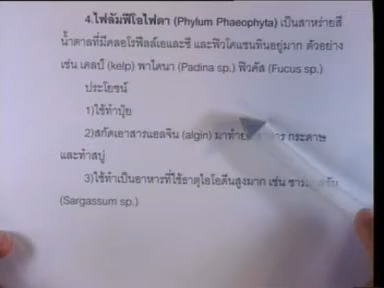 4.ไฟลัมฟีโอไฟตา (Phylum Phaeophyta) เป็นสาหร่ายสี
น้ำตาลที่มีคลอโรฟีลล์เอและซี และฟิวโคแซนทินอยู่มาก ตัวอย่าง
เช่น เคลป์ (kelp) พาไดนา (Padina sp.) ฟิวคัส (Fucus sp.)
ประโยชน์
1)ใช้ทำปุ๋ย
2)สกัดเอาสารแอลจิน (algin) มาทำ กระดาษ
และทำสบู่
3)ใช้ทำเป็นอาหารที่ใช้ธาตุไอโอดีนสูงมาก เช่น
(Sargassum sp.)